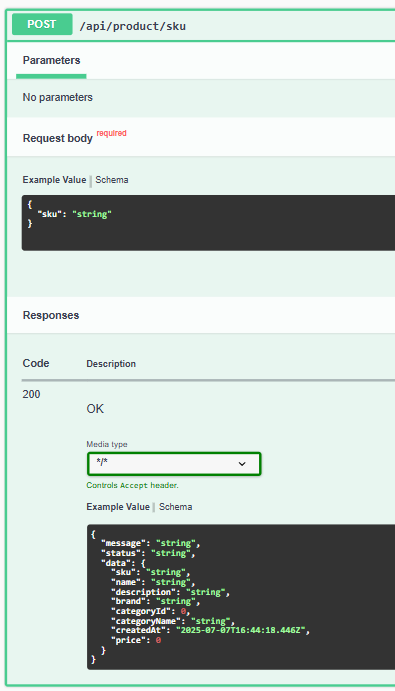 POST /api/product/sku
Parameters
No parameters
Request body required
Example Value | Schema
{
  "sku": "string"
}
Responses
Code Description
200
OK
Media type
*/*
Controls Accept header.
Example Value | Schema
{
  "message": "string",
  "status": "string",
  "data": {
    "sku": "string",
    "name": "string",
    "description": "string",
    "brand": "string",
    "categoryId": 0,
    "categoryName": "string",
    "createdAt": "2025-07-07T16:44:18.446Z",
    "price": 0
  }
}